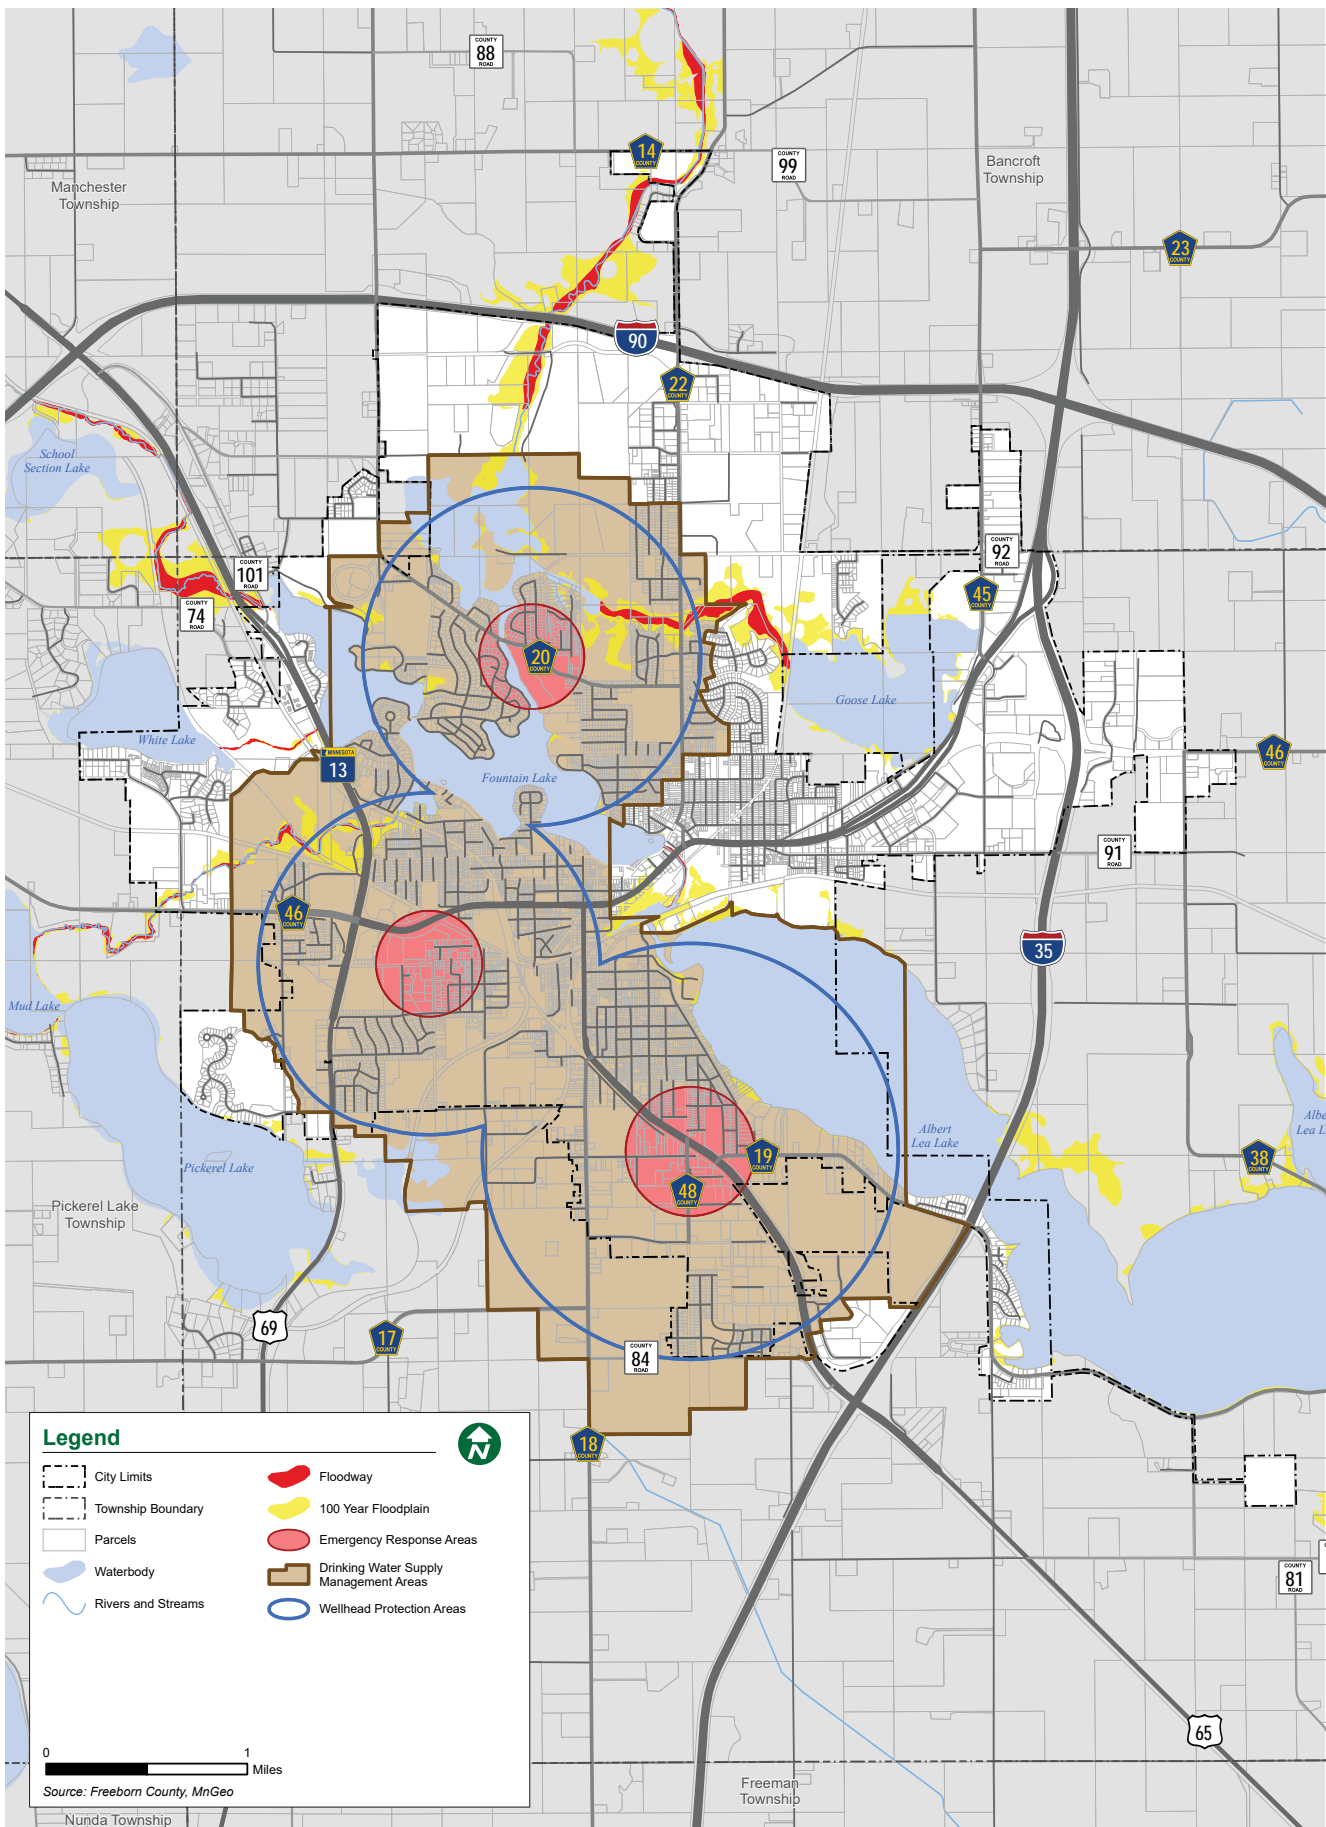 COUNTY
88
ROAD
14
COUNTY
COUNTY
99
ROAD
Bancroft
Township
Manchester
Township
23
COUNTY
90
22
COUNTY
School
Section Lake
COUNTY
101
ROAD
COUNTY
92
ROAD
45
COUNTY
COUNTY
74
ROAD
20
COUNTY
Goose Lake
White Lake
MINNESOTA
13
46
COUNTY
Fountain Lake
COUNTY
91
ROAD
46
COUNTY
35
Mud Lake
Albert
Lea Lake
Albe
Lea L
19
COUNTY
38
COUNTY
Pickerel Lake
48
COUNTY
Pickerel Lake
Township
69
17
COUNTY
COUNTY
84
ROAD
18
COUNTY
Legend
N
City Limits
Township Boundary
Parcels
Waterbody
Rivers and Streams
Floodway
100 Year Floodplain
Emergency Response Areas
Drinking Water Supply
Management Areas
Wellhead Protection Areas
COUNTY
81
ROAD
65
0 1
Miles
Source: Freeborn County, MnGeo
Freeman
Township
Nunda Township